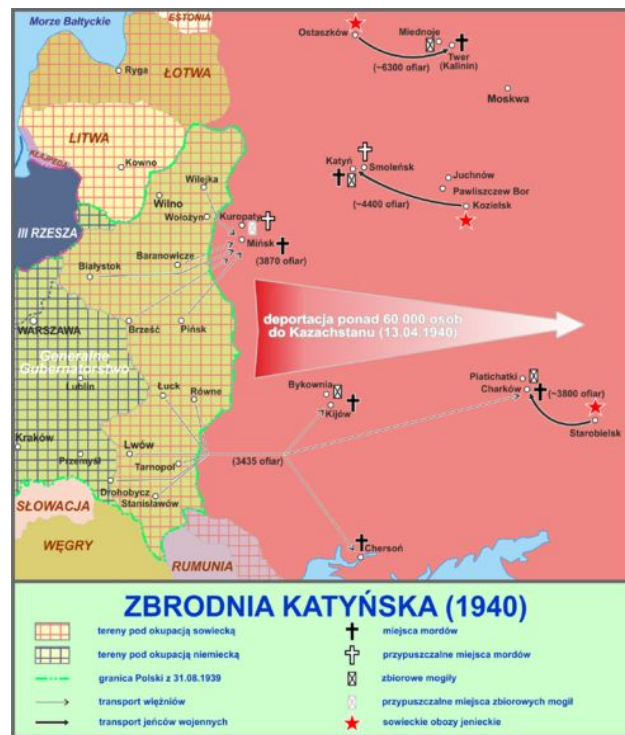 Morze Bałtyckie
ESTONIA
Ostaszków
Miednoje
Twer
(Kalinin)
(~6300 ofiar)
Ryga
ŁOTWA
Moskwa
LITWA
KŁAJPEDA
Kowno
Katyń
Smoleńsk
Juchnów
Pawliszczew Bor
Kozielsk
(~4400 ofiar)
Wilejka
Wilno
Wołożyn
Kuropaty
Mińsk
(3870 ofiar)
III RZESZA
Baranowicze
Białystok
deportacja ponad 60 000 osób
do Kazachstanu (13.04.1940)
WARSZAWA
Brześć
Pińsk
Generalne
Gubernatorstwo
Lublin
Łuck
Równe
Bykownia
Kijów
Piatichatki
Charków
(~3800 ofiar)
Starobielsk
Kraków
Przemyśl
Lwów
Tarnopol
(3435 ofiar)
Drohobycz
Stanisławów
SŁOWACJA
WĘGRY
RUMUNIA
Chersoń
ZBRODNIA KATYŃSKA (1940)
tereny pod okupacją sowiecką
miejsca mordów
tereny pod okupacją niemiecką
przypuszczalne miejsca mordów
granica Polski z 31.08.1939
zbiorowe mogiły
transport więźniów
przypuszczalne miejsca zbiorowych mogił
transport jeńców wojennych
sowieckie obozy jenieckie